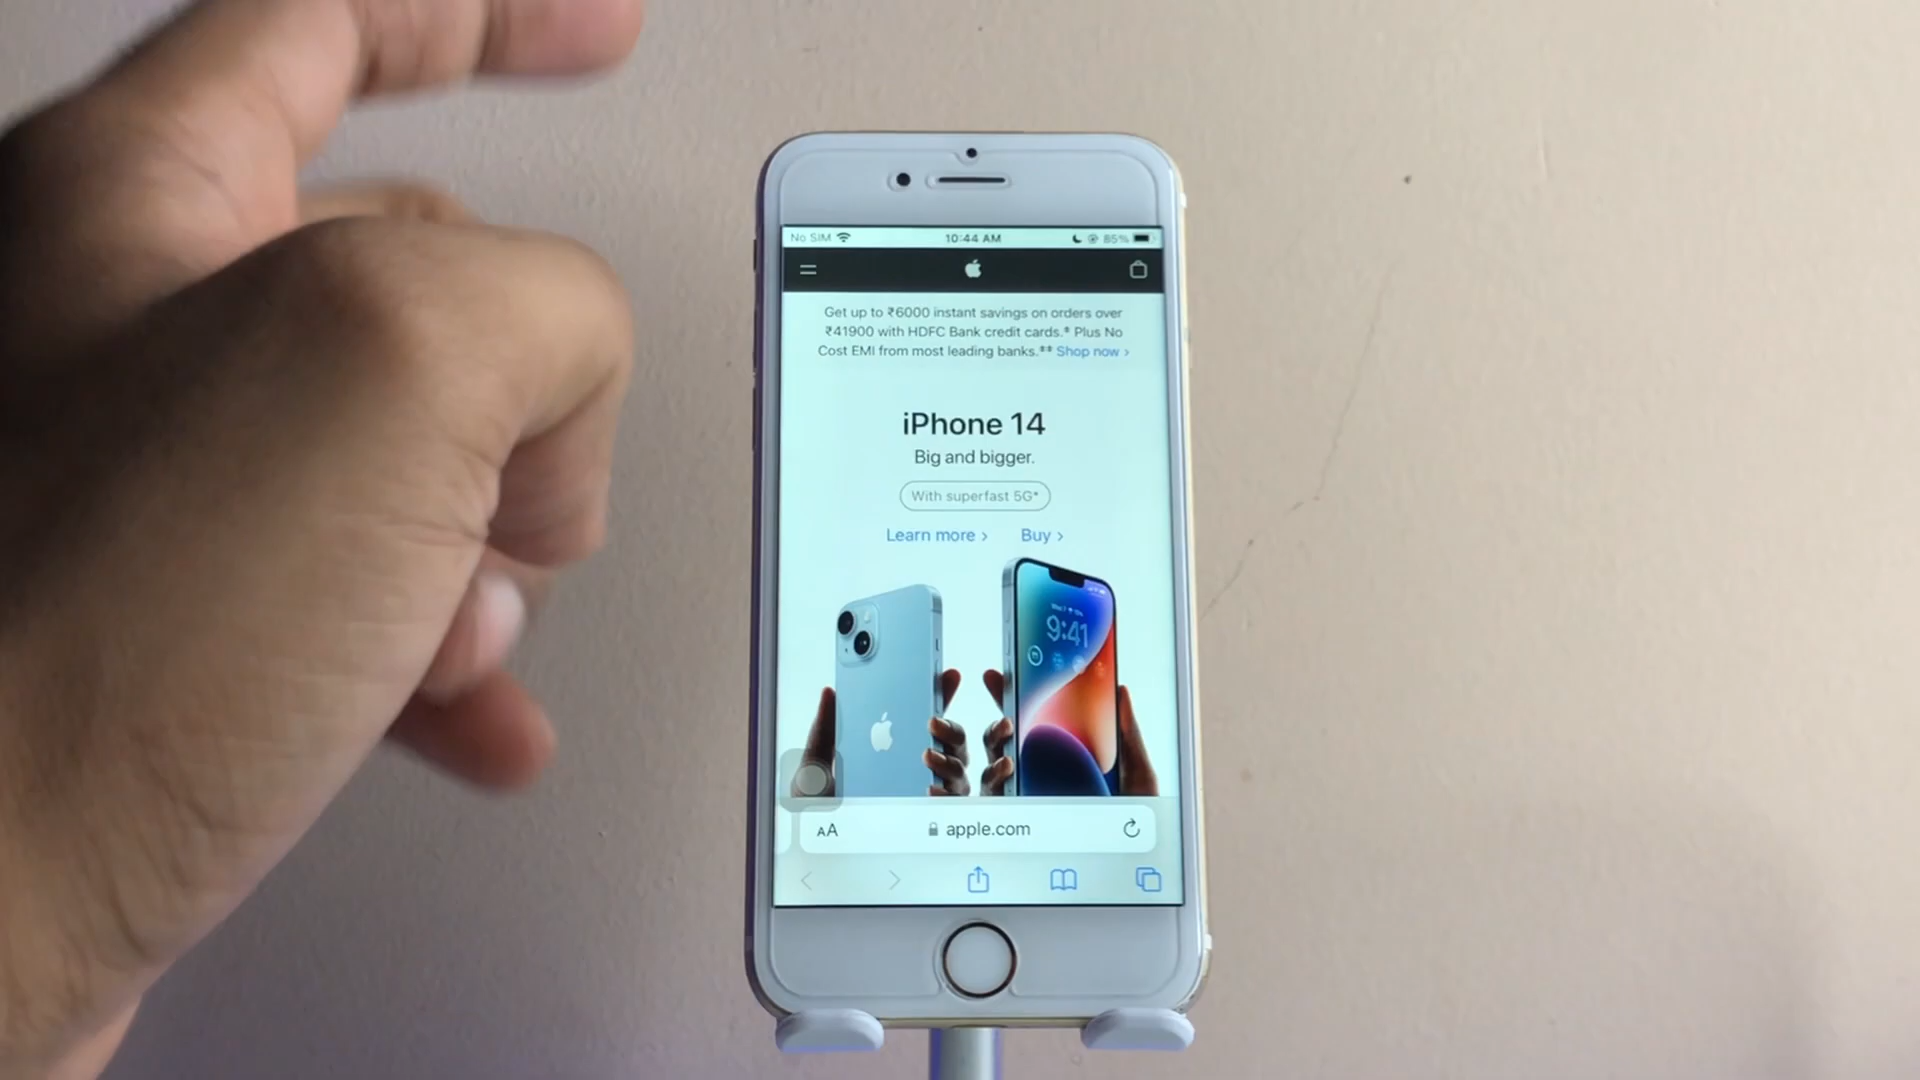 No SIM 10:44 AM 85%
Get up to ₹6000 instant savings on orders over
₹41900 with HDFC Bank credit cards.* Plus No
Cost EMI from most leading banks.** Shop now >
iPhone 14
Big and bigger.
With superfast 5G*
Learn more > Buy >
9:41
AA apple.com